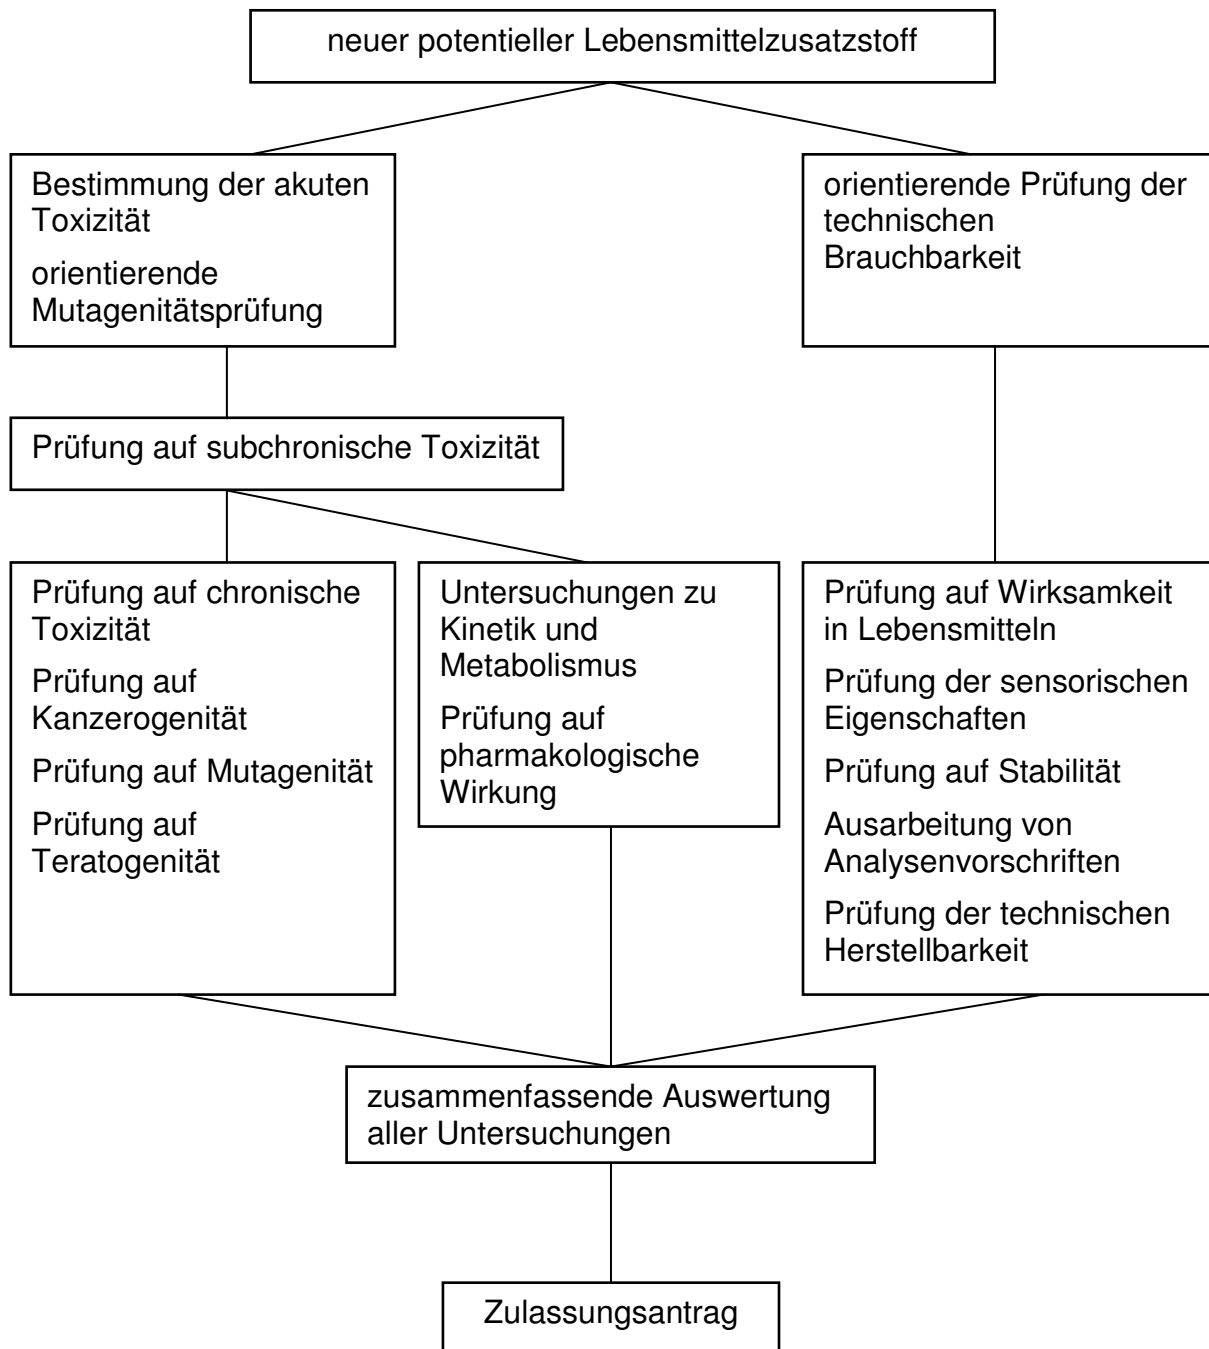 neuer potentieller Lebensmittelzusatzstoff
Bestimmung der akuten
Toxizität
orientierende
Mutagenitätsprüfung
orientierende Prüfung der
technischen
Brauchbarkeit
Prüfung auf subchronische Toxizität
Prüfung auf chronische
Toxizität
Prüfung auf
Kanzerogenität
Prüfung auf Mutagenität
Prüfung auf
Teratogenität
Untersuchungen zu
Kinetik und
Metabolismus
Prüfung auf
pharmakologische
Wirkung
Prüfung auf Wirksamkeit
in Lebensmitteln
Prüfung der sensorischen
Eigenschaften
Prüfung auf Stabilität
Ausarbeitung von
Analysenvorschriften
Prüfung der technischen
Herstellbarkeit
zusammenfassende Auswertung
aller Untersuchungen
Zulassungsantrag